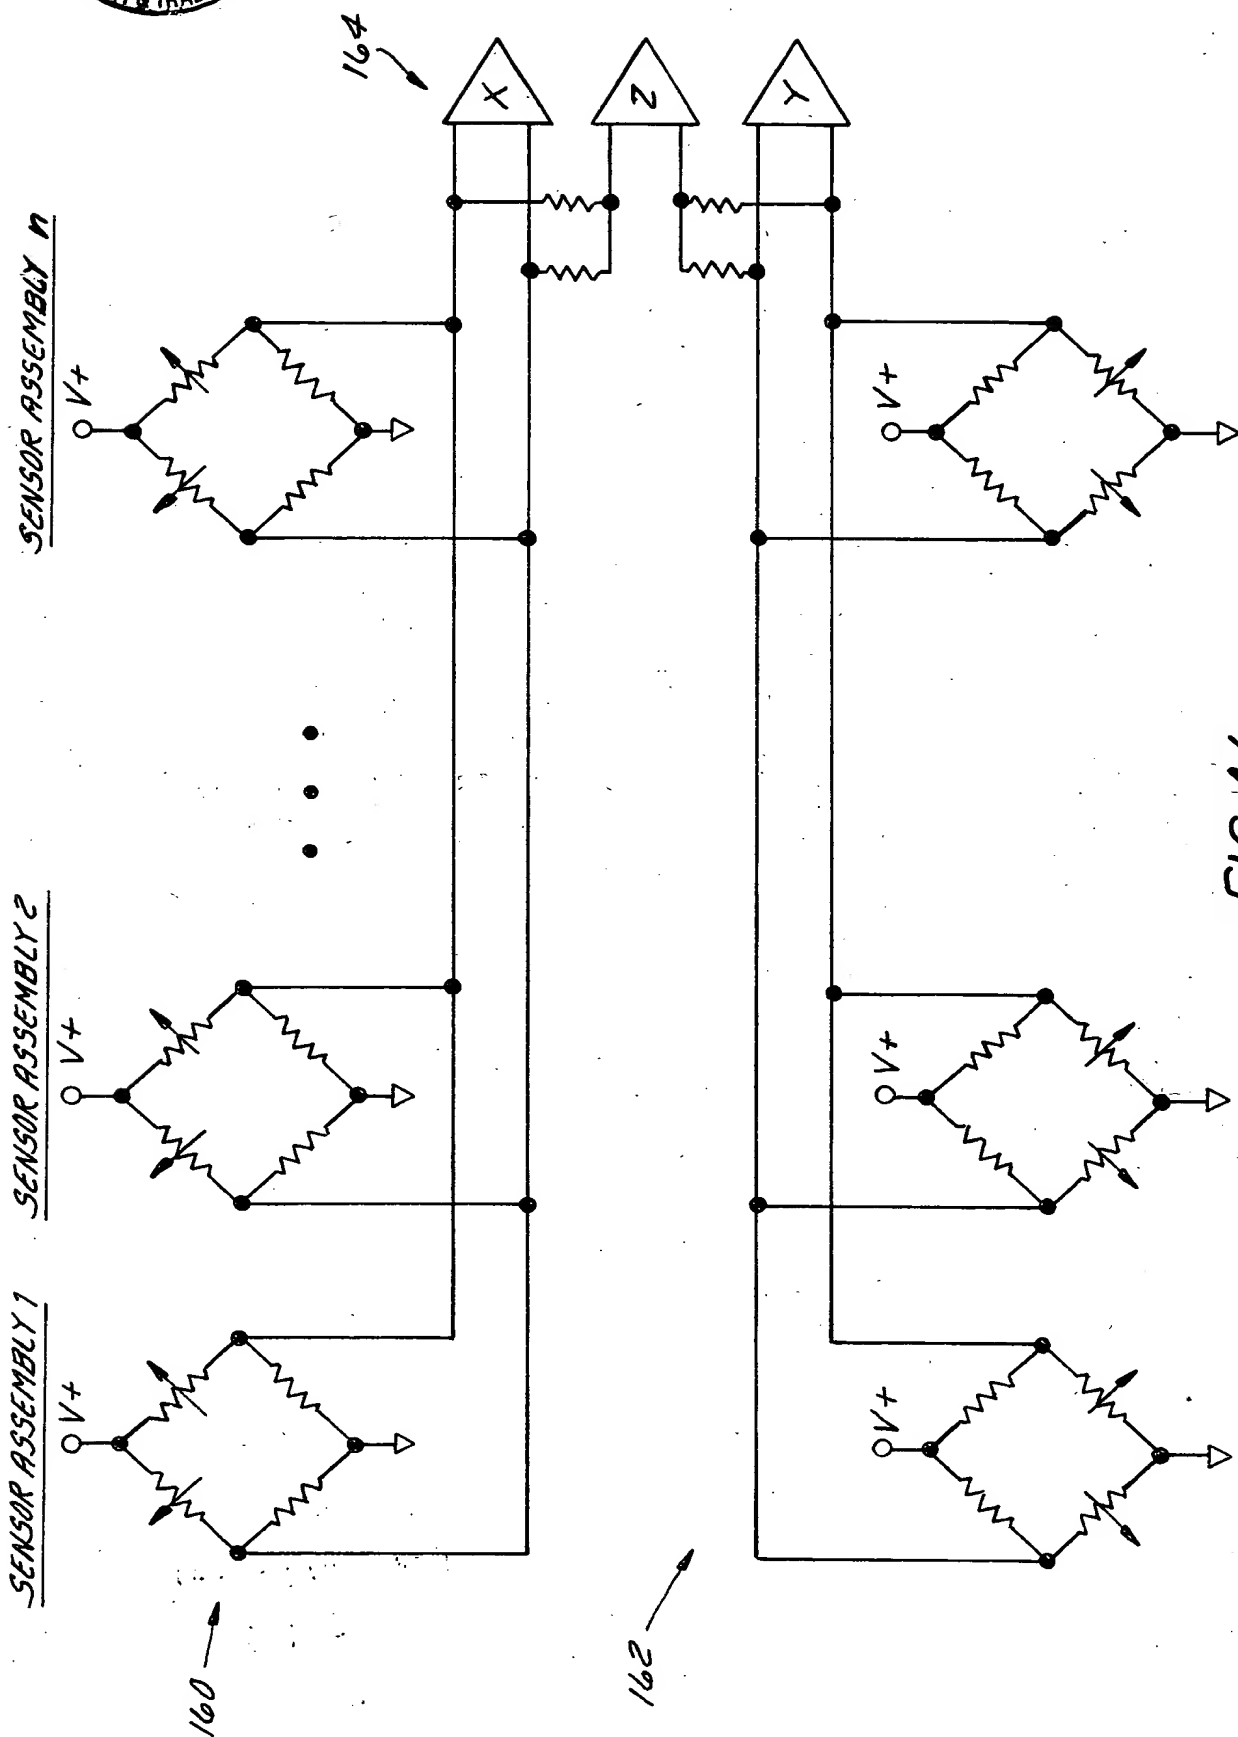 SENSOR ASSEMBLY 1
SENSOR ASSEMBLY 2
SENSOR ASSEMBLY n
V+
V+
V+
160
164
X
Z
Y
162
V+
V+
V+